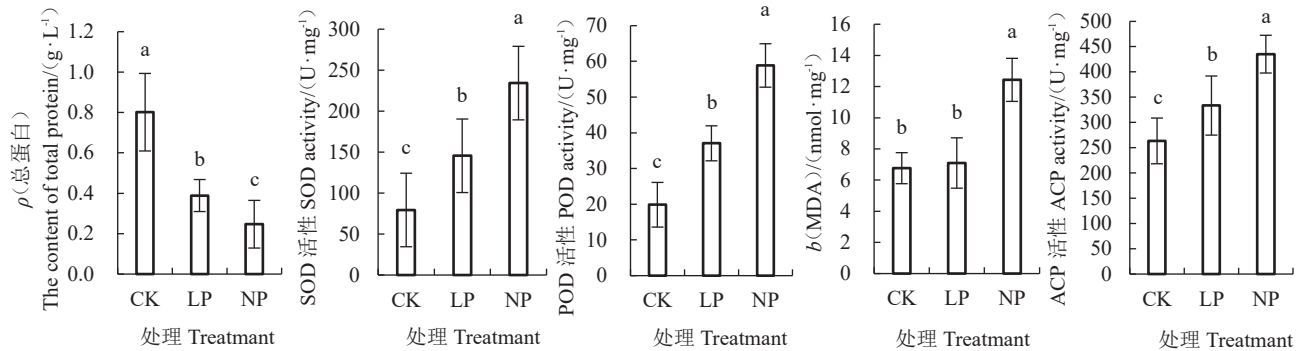 ρ(总蛋白)
The content of total protein/(g·L⁻¹)
1.2
1.0
0.8
0.6
0.4
0.2
0.0
a
b
c
CK LP NP
处理 Treatmant
SOD 活性 SOD activity/(U·mg⁻¹)
300
250
200
150
100
50
0
c
b
a
CK LP NP
处理 Treatmant
POD 活性 POD activity/(U·mg⁻¹)
70
60
50
40
30
20
10
0
c
b
a
CK LP NP
处理 Treatmant
b(MDA)/(nmol·mg⁻¹)
16
14
12
10
8
6
4
2
0
b
b
a
CK LP NP
处理 Treatmant
ACP 活性 ACP activity/(U·mg⁻¹)
500
450
400
350
300
250
200
150
100
50
0
c
b
a
CK LP NP
处理 Treatmant